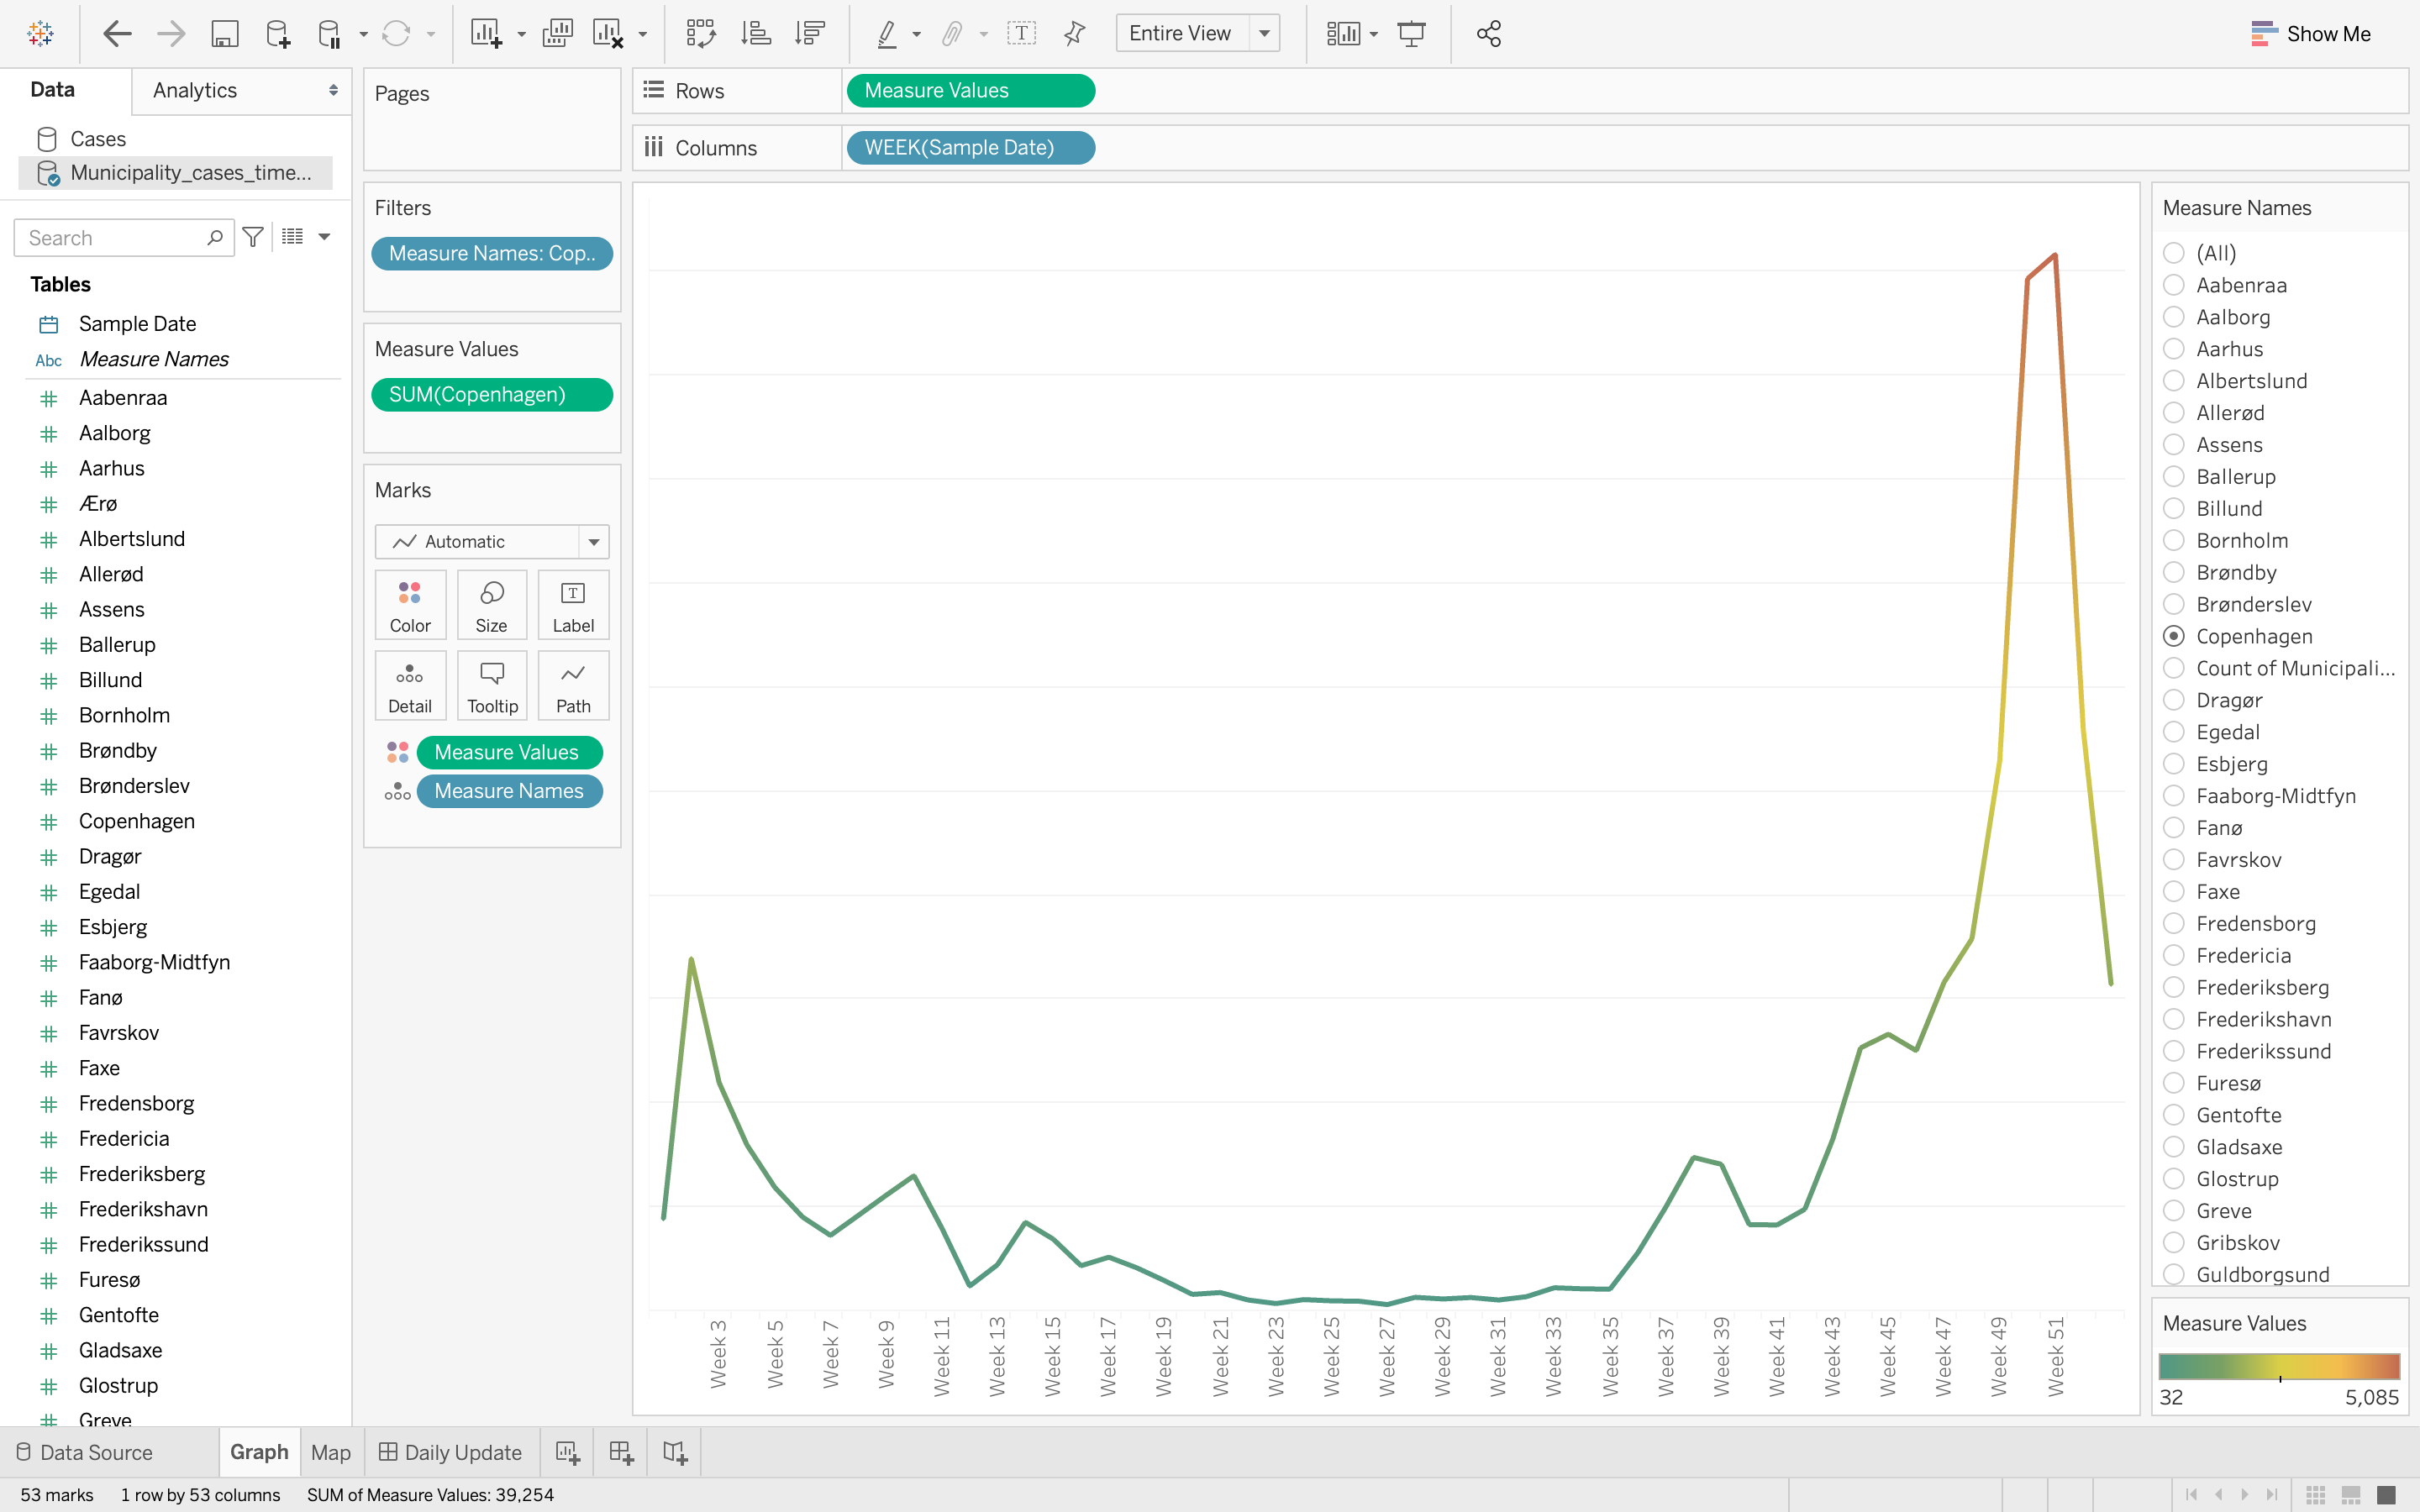 Entire View
Show Me
Data
Analytics
Cases
Municipality_cases_time...
Search
Tables
Sample Date
Abc Measure Names
Aabenraa
Aalborg
Aarhus
Ærø
Albertslund
Allerød
Assens
Ballerup
Billund
Bornholm
Brøndby
Brønderslev
Copenhagen
Dragør
Egedal
Esbjerg
Faaborg-Midtfyn
Fanø
Favrskov
Faxe
Fredensborg
Fredericia
Frederiksberg
Frederikshavn
Frederikssund
Furesø
Gentofte
Gladsaxe
Glostrup
Greve
Pages
Filters
Measure Names: Cop..
Measure Values
SUM(Copenhagen)
Marks
Automatic
Color
Size
T
Label
Detail
Tooltip
Path
Measure Values
Measure Names
Rows
Measure Values
Columns
WEEK(Sample Date)
Week 3
Week 5
Week 7
Week 9
Week 11
Week 13
Week 15
Week 17
Week 19
Week 21
Week 23
Week 25
Week 27
Week 29
Week 31
Week 33
Week 35
Week 37
Week 39
Week 41
Week 43
Week 45
Week 47
Week 49
Week 51
Measure Names
(All)
Aabenraa
Aalborg
Aarhus
Albertslund
Allerød
Assens
Ballerup
Billund
Bornholm
Brøndby
Brønderslev
Copenhagen
Count of Municipali...
Dragør
Egedal
Esbjerg
Faaborg-Midtfyn
Fanø
Favrskov
Faxe
Fredensborg
Fredericia
Frederiksberg
Frederikshavn
Frederikssund
Furesø
Gentofte
Gladsaxe
Glostrup
Greve
Gribskov
Guldborgsund
Measure Values
32 5,085
Data Source
Graph
Map
Daily Update
53 marks 1 row by 53 columns SUM of Measure Values: 39,254